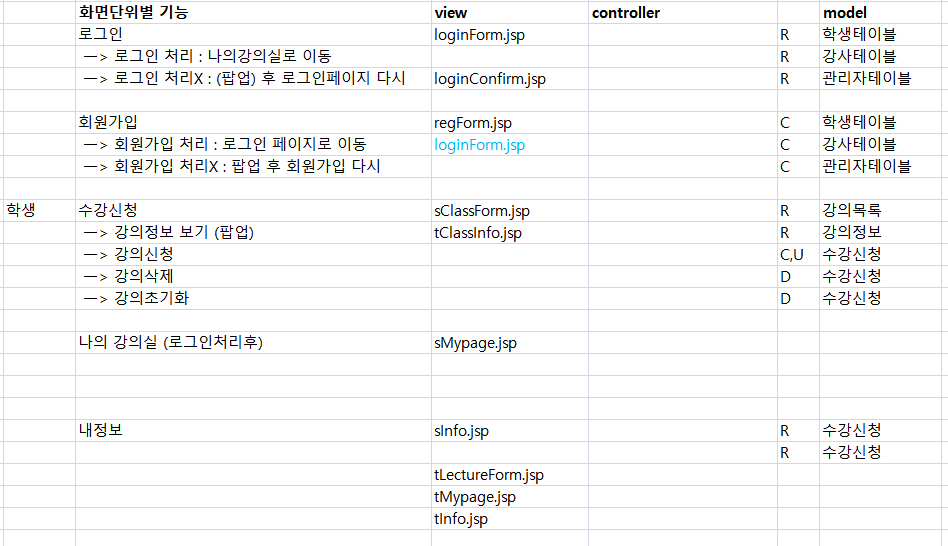 화면단위별 기능 view controller model
로그인 loginForm.jsp R 학생테이블
—> 로그인 처리 : 나의강의실로 이동 R 강사테이블
—> 로그인 처리X : (팝업) 후 로그인페이지 다시 loginConfirm.jsp R 관리자테이블
회원가입 regForm.jsp C 학생테이블
—> 회원가입 처리 : 로그인 페이지로 이동 loginForm.jsp C 강사테이블
—> 회원가입 처리X : 팝업 후 회원가입 다시 C 관리자테이블
학생 수강신청 sClassForm.jsp R 강의목록
—> 강의정보 보기 (팝업) tClassInfo.jsp R 강의정보
—> 강의신청 C,U 수강신청
—> 강의삭제 D 수강신청
—> 강의초기화 D 수강신청
나의 강의실 (로그인처리후) sMypage.jsp
내정보 sInfo.jsp R 수강신청
R 수강신청
tLectureForm.jsp
tMypage.jsp
tInfo.jsp